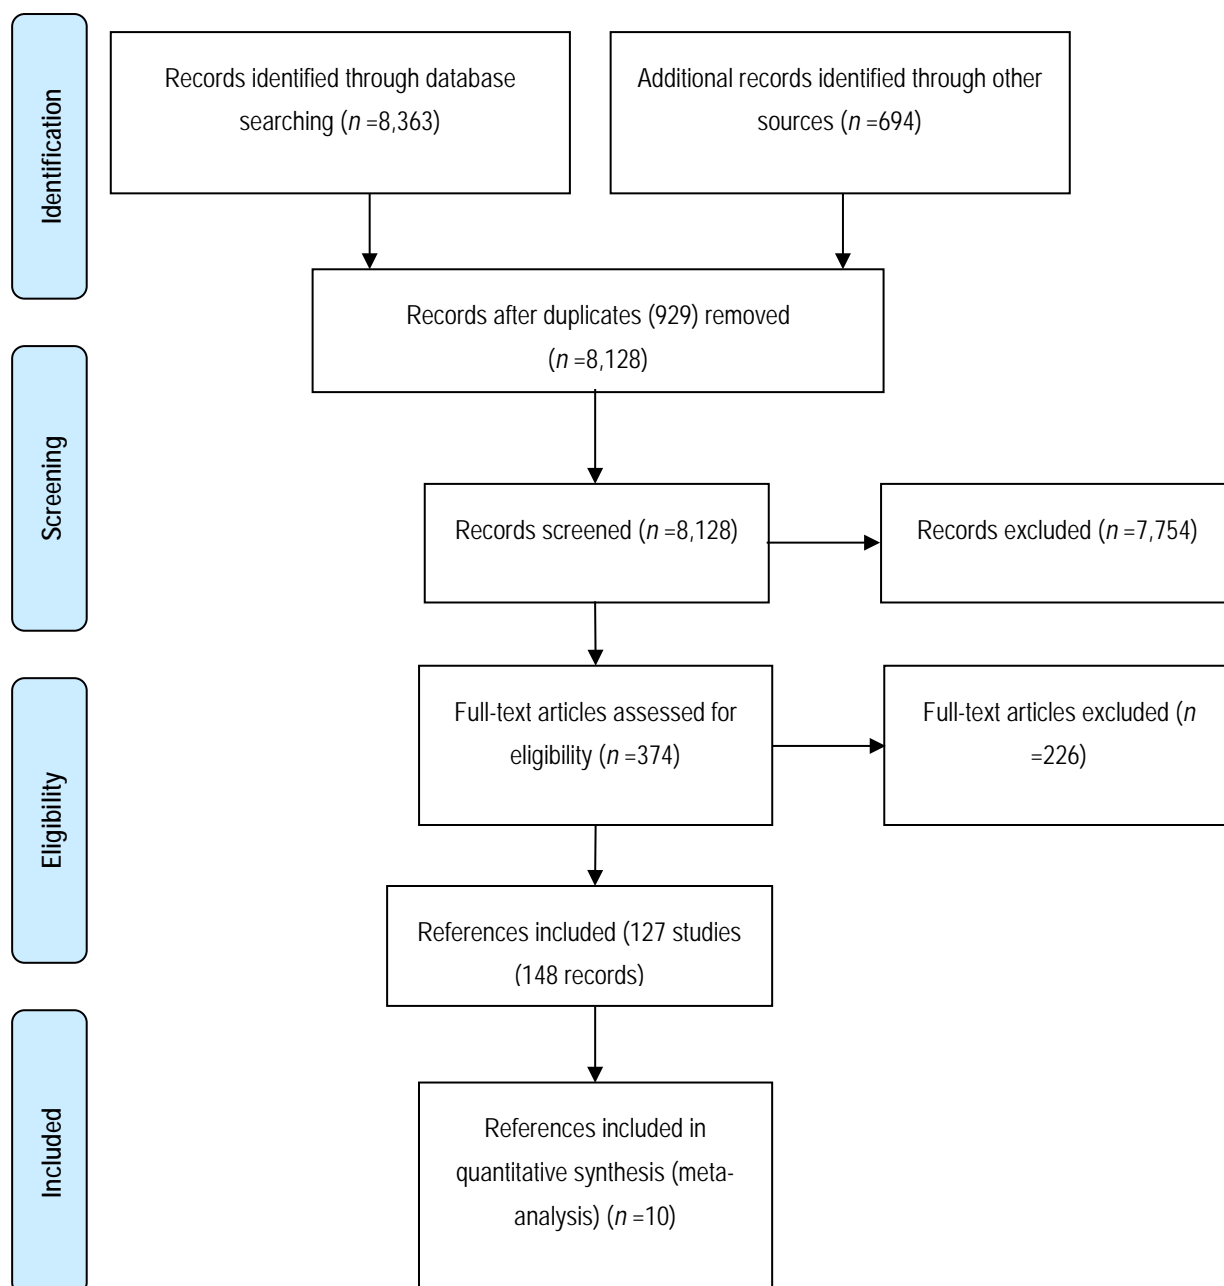 Identification
Records identified through database
searching (n =8,363)
Additional records identified through other
sources (n =694)
Records after duplicates (929) removed
(n =8,128)
Screening
Records screened (n =8,128)
Records excluded (n =7,754)
Eligibility
Full-text articles assessed for
eligibility (n =374)
Full-text articles excluded (n
=226)
References included (127 studies
(148 records)
Included
References included in
quantitative synthesis (meta-
analysis) (n =10)